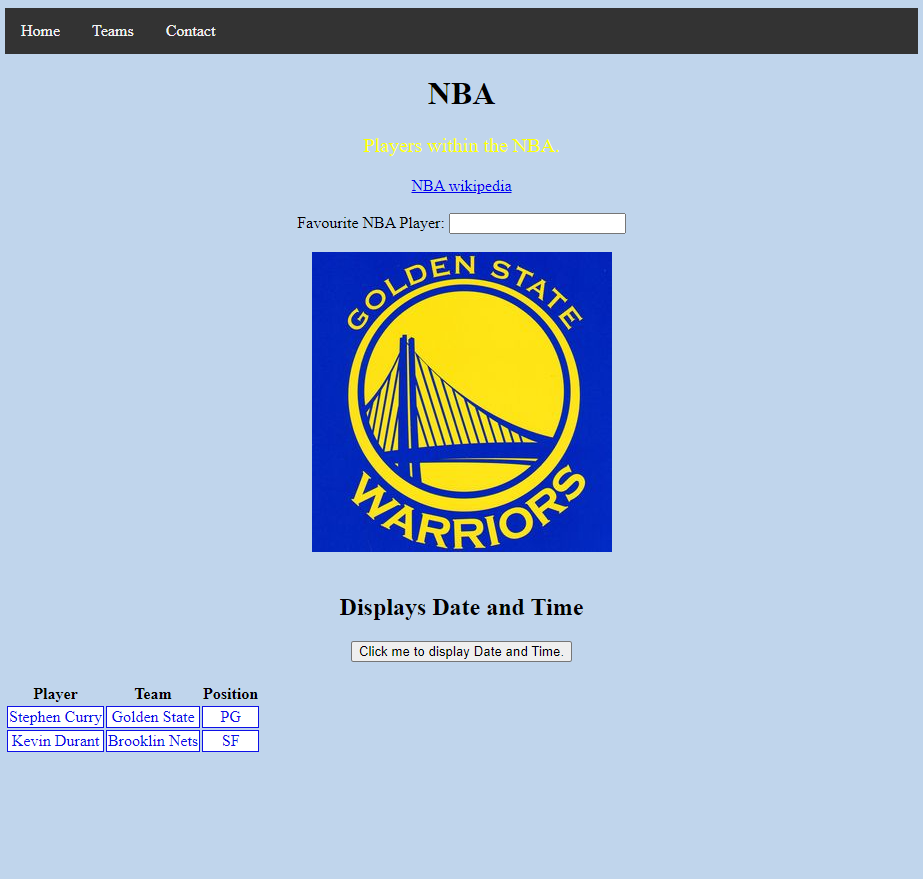 Home Teams Contact
NBA
Players within the NBA.
NBA wikipedia
Favourite NBA Player:
GOLDEN STATE
WARRIORS
Displays Date and Time
Click me to display Date and Time.
Player Team Position
Stephen Curry Golden State PG
Kevin Durant Brooklin Nets SF